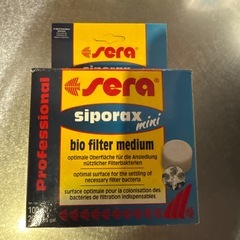 sera
siporax
sera
siporax
mini
bio filter medium
Professional
optimale Oberfläche für die Ansiedlung
nützlicher Filterbakterien
optimal surface for the settling of
necessary filter bacteria
surface optimale pour la colonisation des
bactéries de filtration indispensables